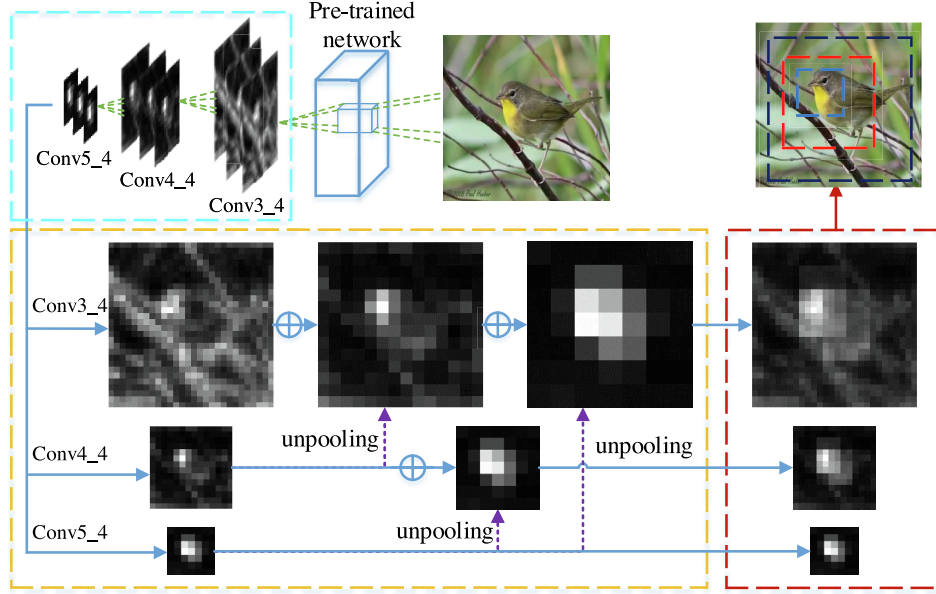 Pre-trained
network
Conv5_4
Conv4_4
Conv3_4
Conv3_4
unpooling
Conv4_4
unpooling
Conv5_4
unpooling